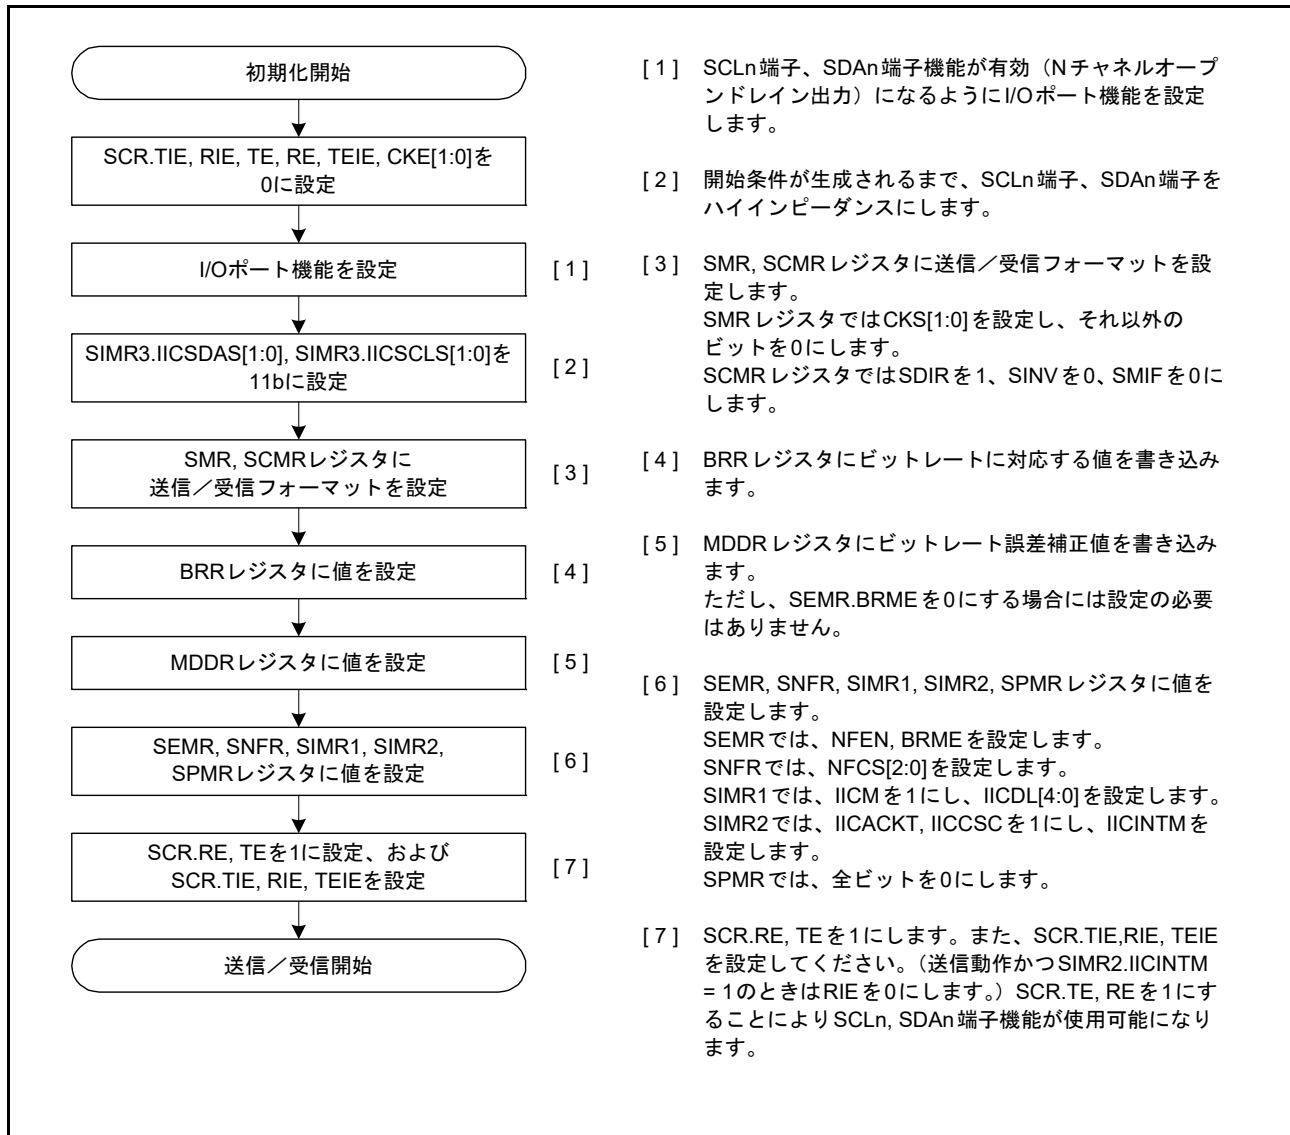 初期化開始
SCR.TIE, RIE, TE, RE, TEIE, CKE[1:0]を
0に設定
I/Oポート機能を設定
[ 1 ]
SIMR3.IICSDAS[1:0], SIMR3.IICSCLS[1:0]を
11bに設定
[ 2 ]
SMR, SCMRレジスタに
送信／受信フォーマットを設定
[ 3 ]
BRRレジスタに値を設定
[ 4 ]
MDDRレジスタに値を設定
[ 5 ]
SEMR, SNFR, SIMR1, SIMR2,
SPMRレジスタに値を設定
[ 6 ]
SCR.RE, TEを1に設定、および
SCR.TIE, RIE, TEIEを設定
[ 7 ]
送信／受信開始
[ 1 ] SCLn端子、SDAn端子機能が有効（Nチャネルオープ
ンドレイン出力）になるようにI/Oポート機能を設定
します。
[ 2 ] 開始条件が生成されるまで、SCLn端子、SDAn端子を
ハイインピーダンスにします。
[ 3 ] SMR, SCMRレジスタに送信／受信フォーマットを設
定します。
SMRレジスタではCKS[1:0]を設定し、それ以外の
ビットを0にします。
SCMRレジスタではSDIRを1、SINVを0、SMIFを0に
します。
[ 4 ] BRRレジスタにビットレートに対応する値を書き込み
ます。
[ 5 ] MDDRレジスタにビットレート誤差補正値を書き込み
ます。
ただし、SEMR.BRMEを0にする場合には設定の必要
はありません。
[ 6 ] SEMR, SNFR, SIMR1, SIMR2, SPMRレジスタに値を
設定します。
SEMRでは、NFEN, BRMEを設定します。
SNFRでは、NFCS[2:0]を設定します。
SIMR1では、IICMを1にし、IICDL[4:0]を設定します。
SIMR2では、IICACKT, IICCSCを1にし、IICINTMを
設定します。
SPMRでは、全ビットを0にします。
[ 7 ] SCR.RE, TEを1にします。また、SCR.TIE,RIE, TEIE
を設定してください。（送信動作かつSIMR2.IICINTM
= 1のときはRIEを0にします。）SCR.TE, REを1にす
ることによりSCLn, SDAn端子機能が使用可能になり
ます。